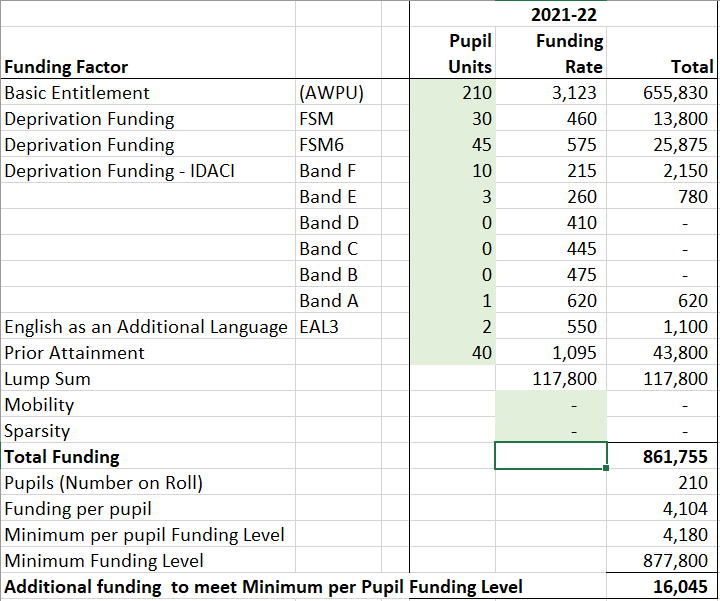 2021-22
Pupil Funding
Funding Factor Units Rate Total
Basic Entitlement (AWPU) 210 3,123 655,830
Deprivation Funding FSM 30 460 13,800
Deprivation Funding FSM6 45 575 25,875
Deprivation Funding - IDACI Band F 10 215 2,150
Band E 3 260 780
Band D 0 410 -
Band C 0 445 -
Band B 0 475 -
Band A 1 620 620
English as an Additional Language EAL3 2 550 1,100
Prior Attainment 40 1,095 43,800
Lump Sum 117,800 117,800
Mobility - -
Sparsity - -
Total Funding 861,755
Pupils (Number on Roll) 210
Funding per pupil 4,104
Minimum per pupil Funding Level 4,180
Minimum Funding Level 877,800
Additional funding to meet Minimum per Pupil Funding Level 16,045